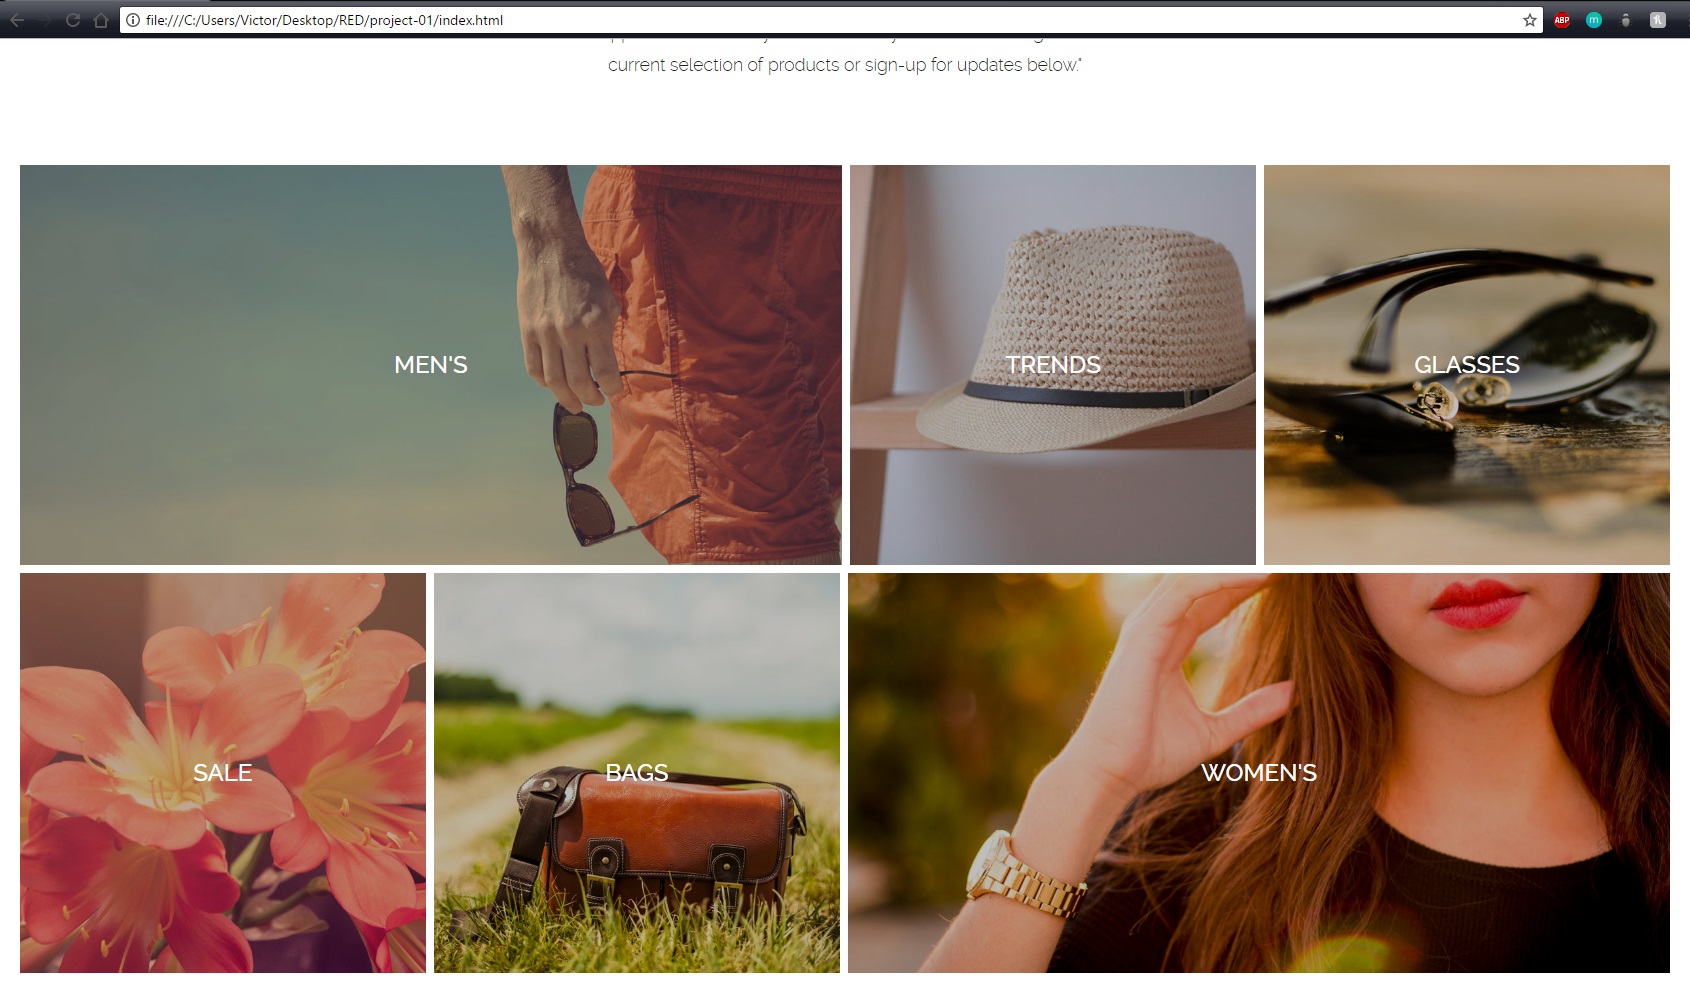 file:///C:/Users/Victor/Desktop/RED/project-01/index.html
ABP
m
current selection of products or sign-up for updates below."
MEN'S
TRENDS
GLASSES
SALE
BAGS
WOMEN'S